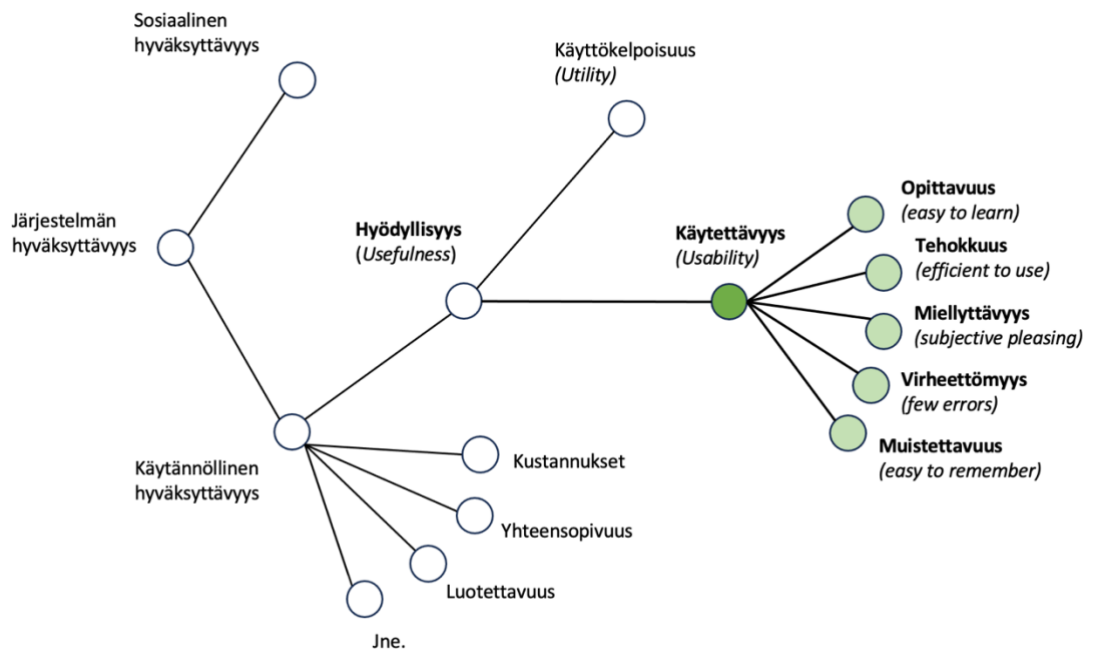 Sosiaalinen
hyväksyttävyys
Käyttökelpoisuus
(Utility)
Järjestelmän
hyväksyttävyys
Hyödyllisyys
(Usefulness)
Käytettävyys
(Usability)
Opittavuus
(easy to learn)
Tehokkuus
(efficient to use)
Miellyttävyys
(subjective pleasing)
Virheettömyys
(few errors)
Muistettavuus
(easy to remember)
Käytännöllinen
hyväksyttävyys
Kustannukset
Yhteensopivuus
Luotettavuus
Jne.